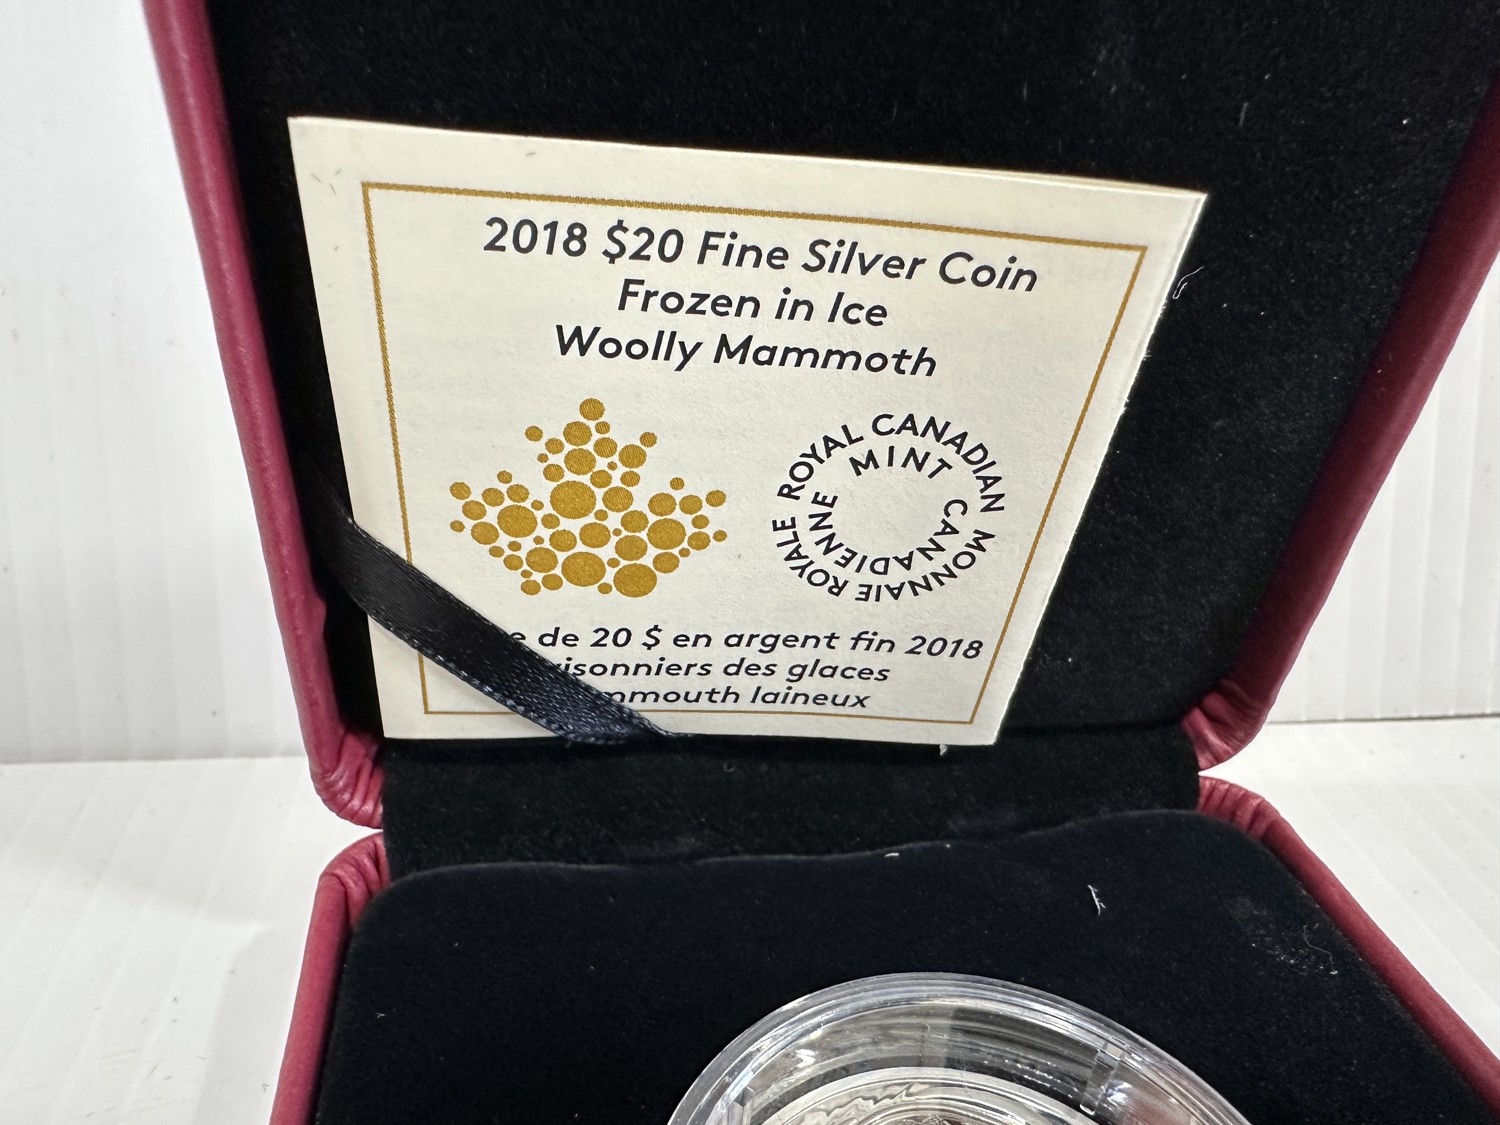 2018 $20 Fine Silver Coin
Frozen in Ice
Woolly Mammoth
ROYAL CANADIAN MINT
MONNAIE ROYALE CANADIENNE
de 20 $ en argent fin 2018
des glaces
laineux